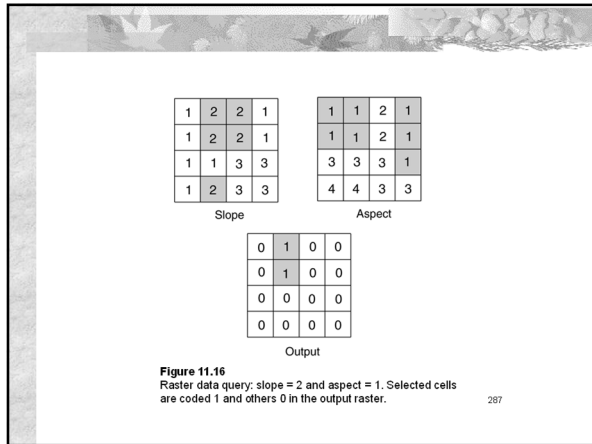 1 2 2 1
1 2 2 1
1 1 3 3
1 2 3 3
Slope
1 1 2 1
1 1 2 1
3 3 3 1
4 4 3 3
Aspect
0 1 0 0
0 1 0 0
0 0 0 0
0 0 0 0
Output
Figure 11.16
Raster data query: slope = 2 and aspect = 1. Selected cells
are coded 1 and others 0 in the output raster.
287